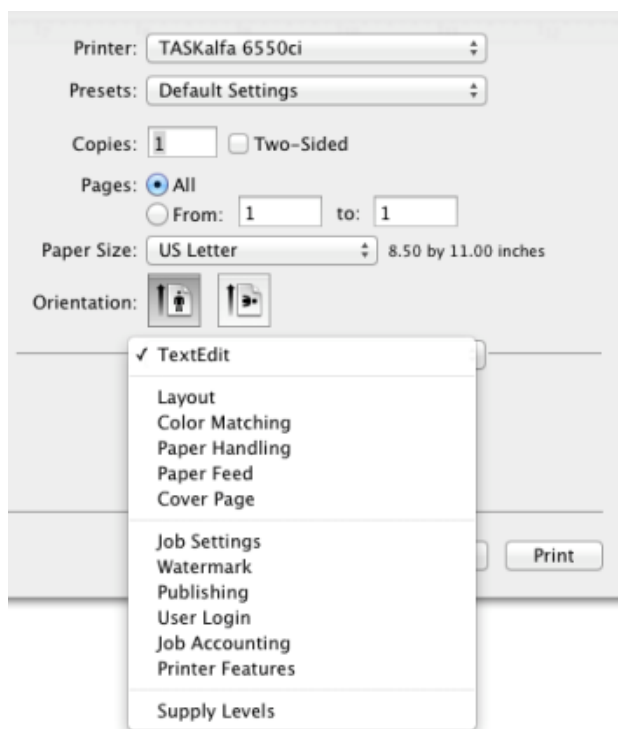 Printer: TASKalfa 6550ci
Presets: Default Settings
Copies: 1 Two-Sided
Pages: All
From: 1 to: 1
Paper Size: US Letter 8.50 by 11.00 inches
Orientation:
✓ TextEdit
Layout
Color Matching
Paper Handling
Paper Feed
Cover Page
Job Settings
Watermark
Print
Publishing
User Login
Job Accounting
Printer Features
Supply Levels